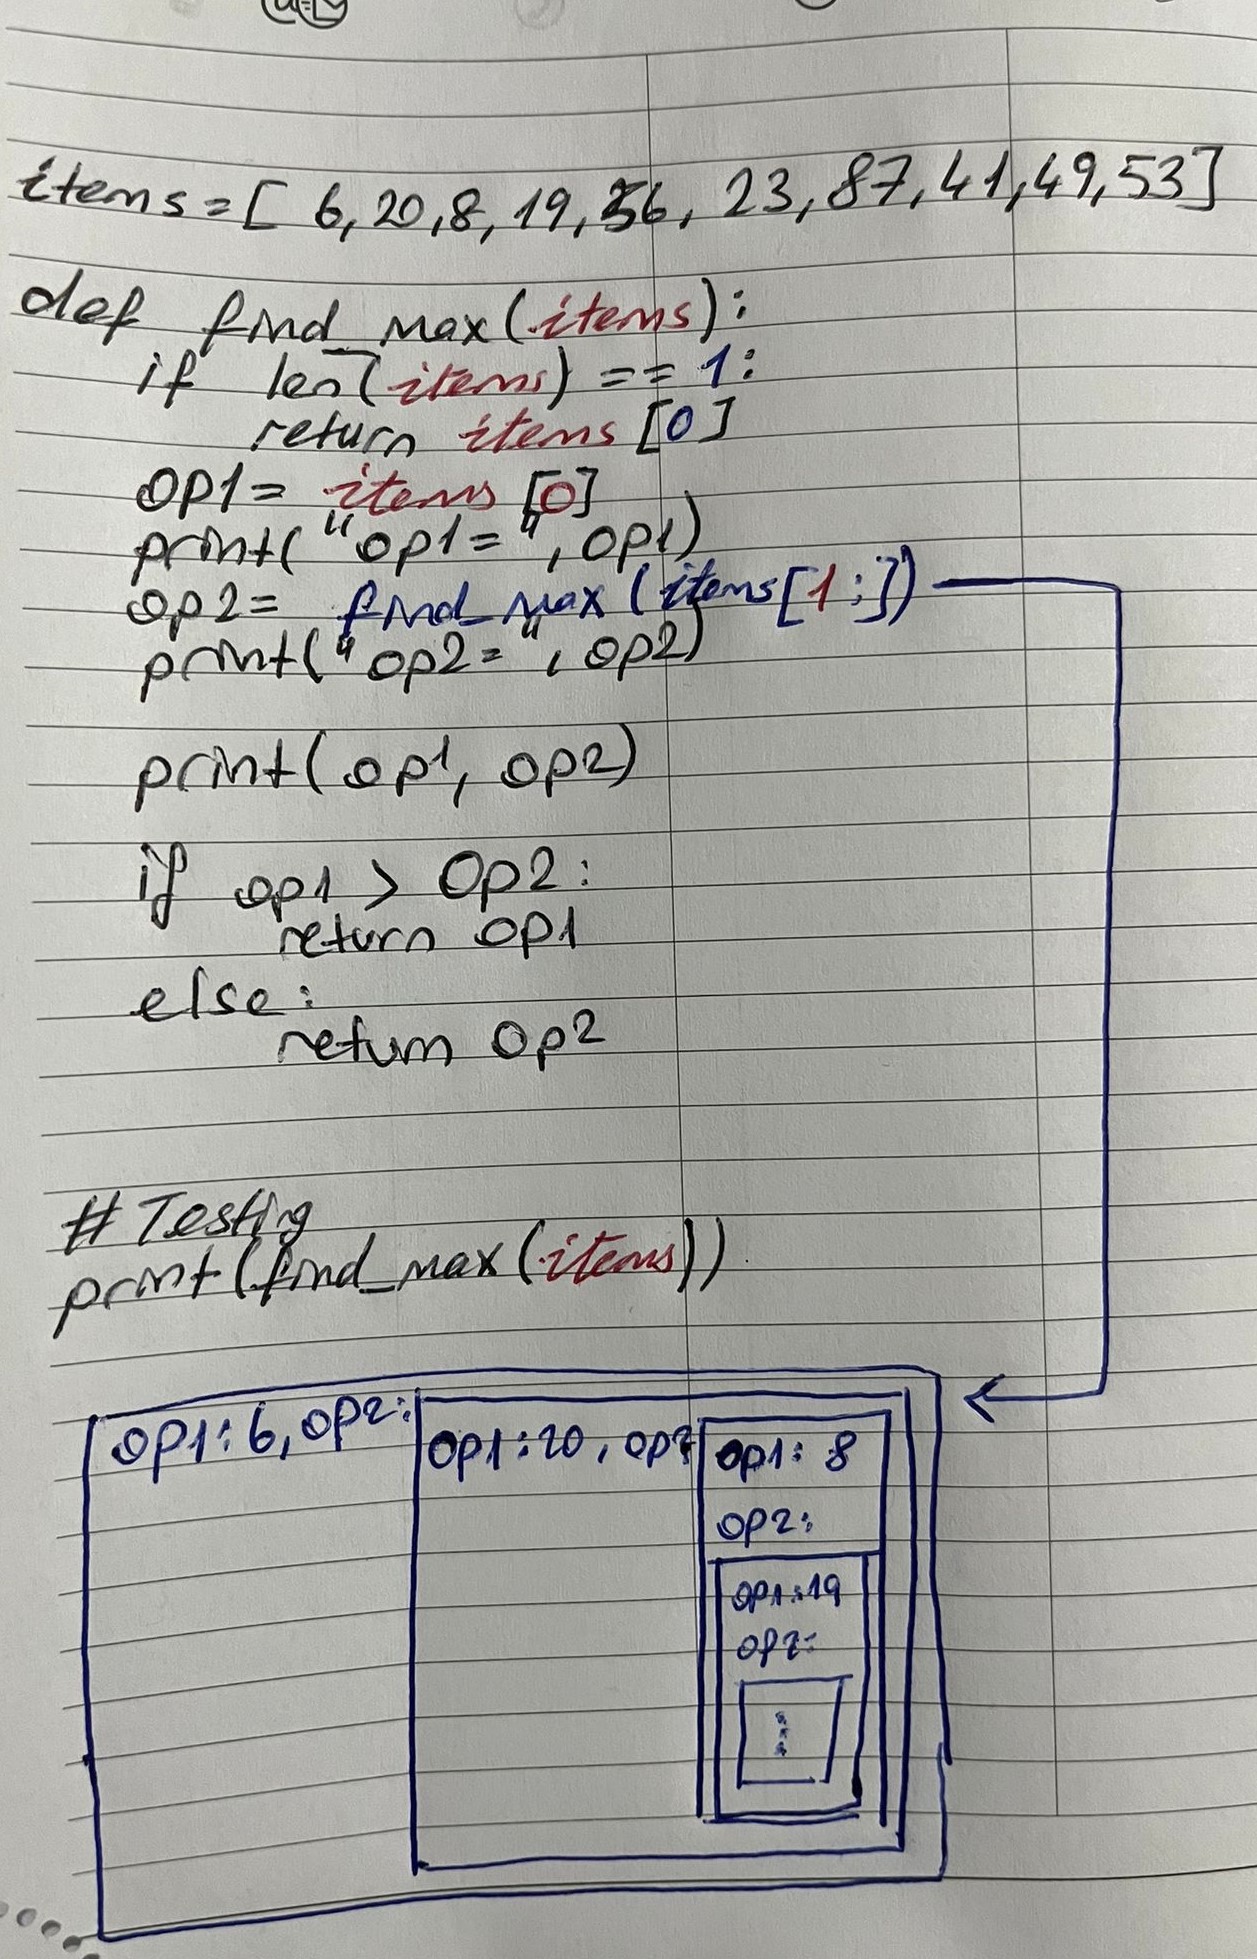 items = [ 6, 20, 8, 19, 56, 23, 87, 41, 49, 53]
def find_max(items):
if len(items) == 1:
return items [0]
op1 = items [0]
print("op1 = ", op1)
op2 = find_max (items[1:])
print("op2 = ", op2)
print(op1, op2)
if op1 > op2:
return op1
else:
return op2
# Testing
print(find_max(items))
op1: 6, op2:
op1: 20, op2
op1: 8
op2:
op1: 19
op2: